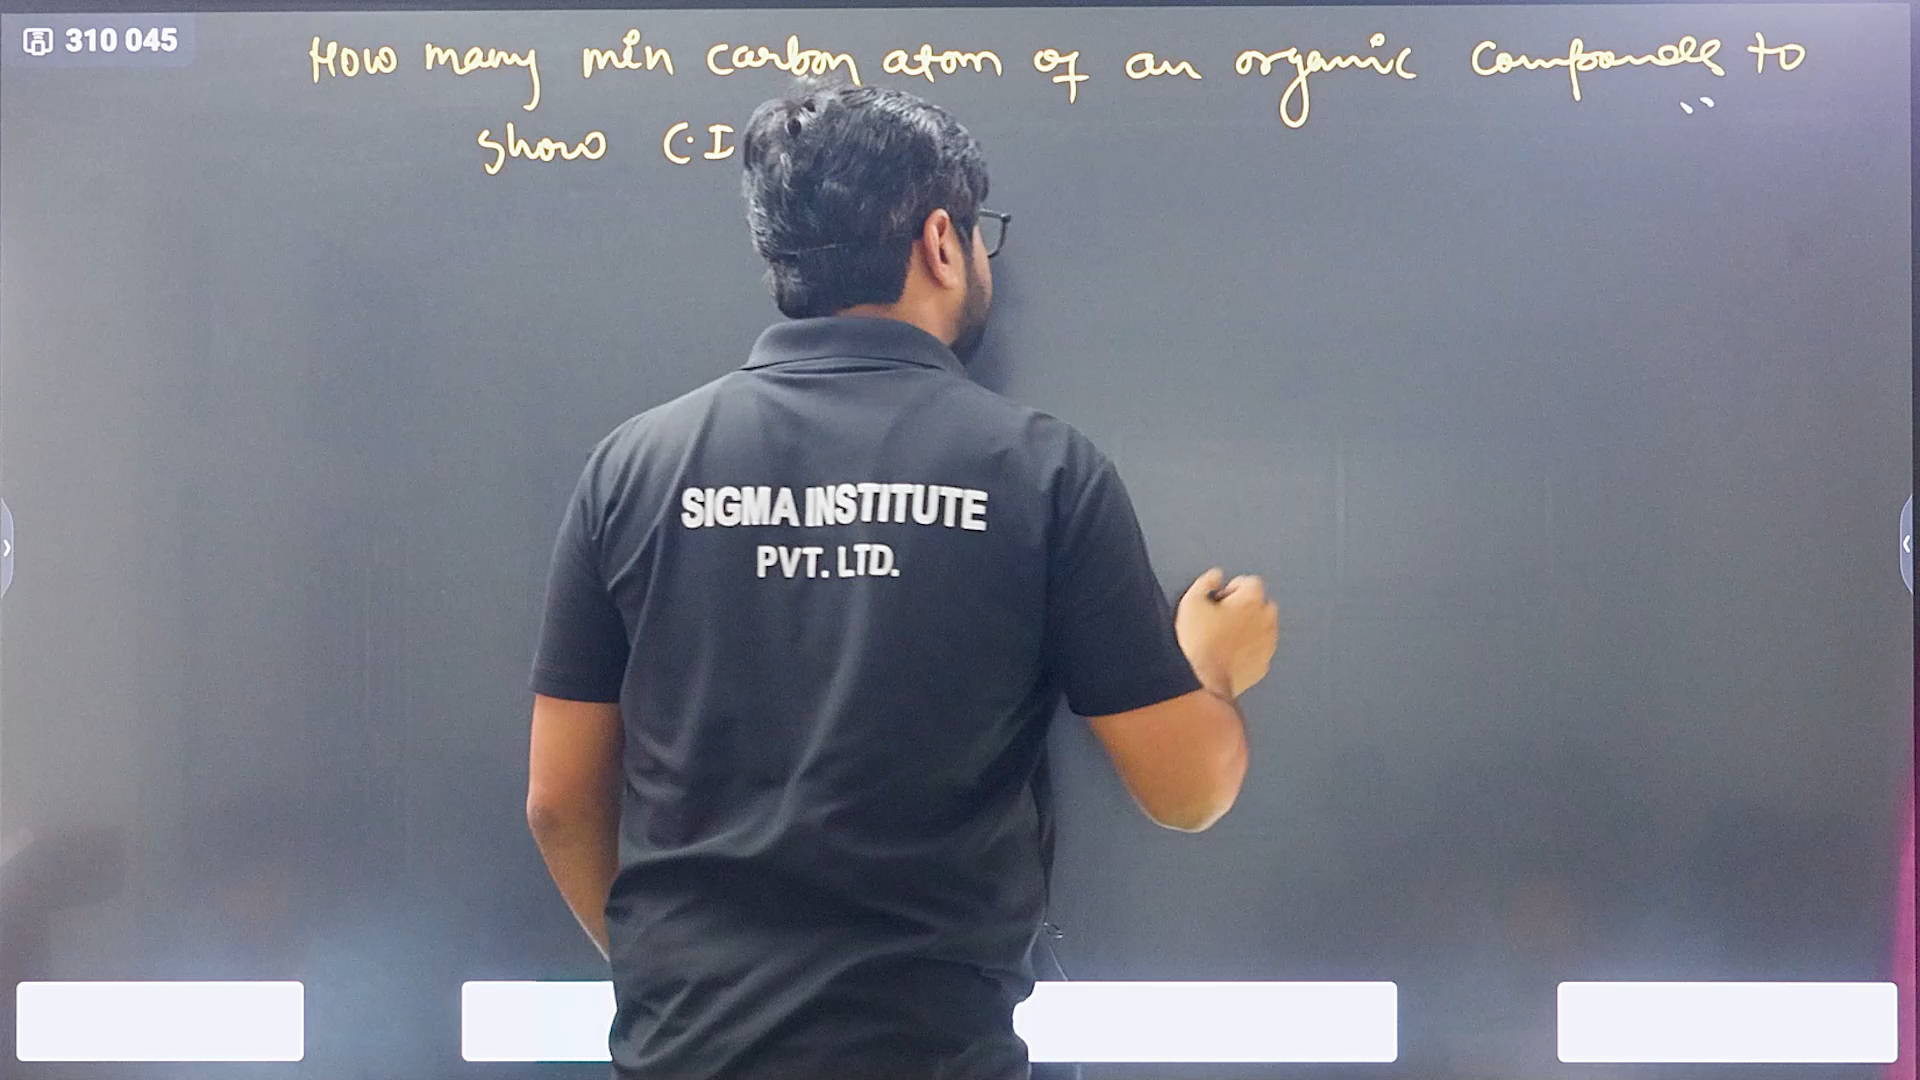 310 045
How many min carbon atom of an organic compounds to
show C.I
SIGMA INSTITUTE
PVT. LTD.